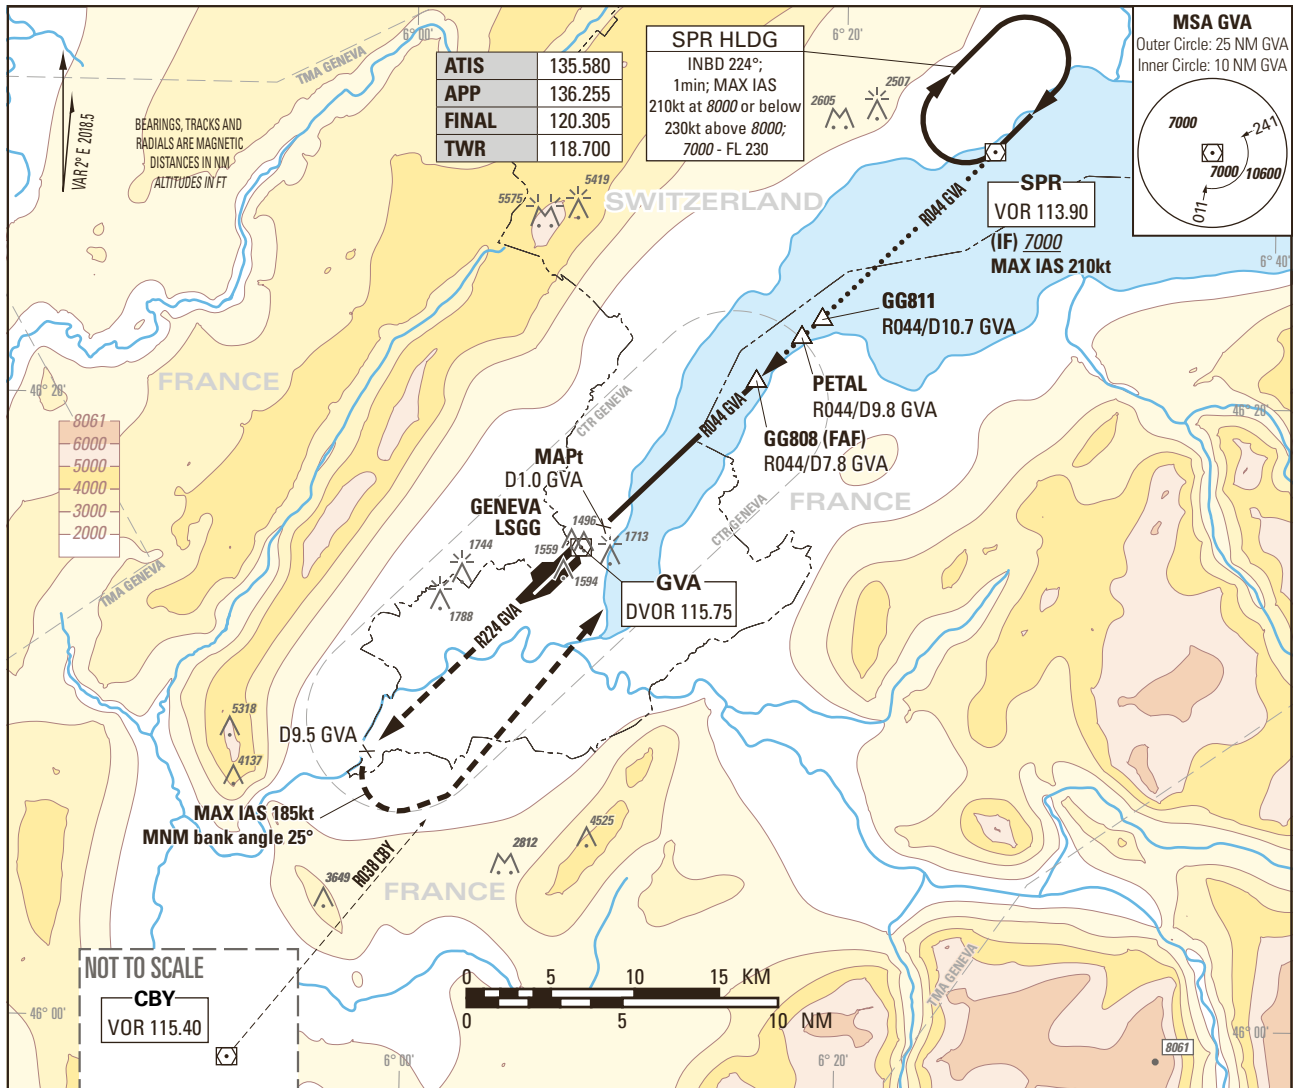 6° 00'
6° 20'
TMA GENEVA
VAR 2° E 2018.5
BEARINGS, TRACKS AND
RADIALS ARE MAGNETIC
DISTANCES IN NM
ALTITUDES IN FT
ATIS 135.580
APP 136.255
FINAL 120.305
TWR 118.700
SPR HLDG
INBD 224°;
1min; MAX IAS
210kt at 8000 or below
230kt above 8000;
7000 - FL 230
2605
2507
MSA GVA
Outer Circle: 25 NM GVA
Inner Circle: 10 NM GVA
7000
241
7000
10600
011
5575
5419
SWITZERLAND
R044 GVA
SPR
VOR 113.90
(IF) 7000
MAX IAS 210kt
6° 40'
GG811
R044/D10.7 GVA
FRANCE
46° 20'
PETAL
R044/D9.8 GVA
46° 20'
CTR GENEVA
R044 GVA
GG808 (FAF)
R044/D7.8 GVA
8061
6000
5000
4000
3000
2000
MAPt
D1.0 GVA
GENEVA
LSGG
FRANCE
CTR GENEVA
1496
1713
1744
1559
1594
1788
TMA GENEVA
GVA
DVOR 115.75
R224 GVA
5318
D9.5 GVA
4137
MAX IAS 185kt
MNM bank angle 25°
4525
2812
R038 CBY
3649
FRANCE
NOT TO SCALE
CBY
VOR 115.40
0 5 10 15 KM
0 5 10 NM
TMA GENEVA
46° 00'
46° 00'
8061
6° 00'
6° 20'